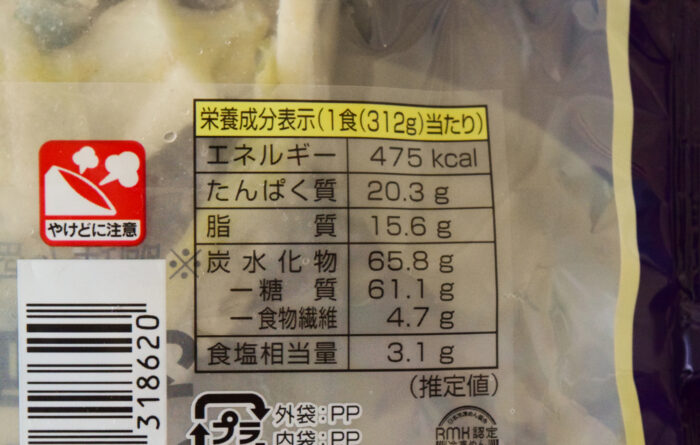 栄養成分表示(1食(312g)当たり)
エネルギー 475 kcal
たんぱく質 20.3 g
脂質 15.6 g
炭水化物 65.8 g
－糖質 61.1 g
－食物繊維 4.7 g
食塩相当量 3.1 g
(推定値)
やけどに注意
318620
プラ
外袋:PP
内袋:PP
RMK認定